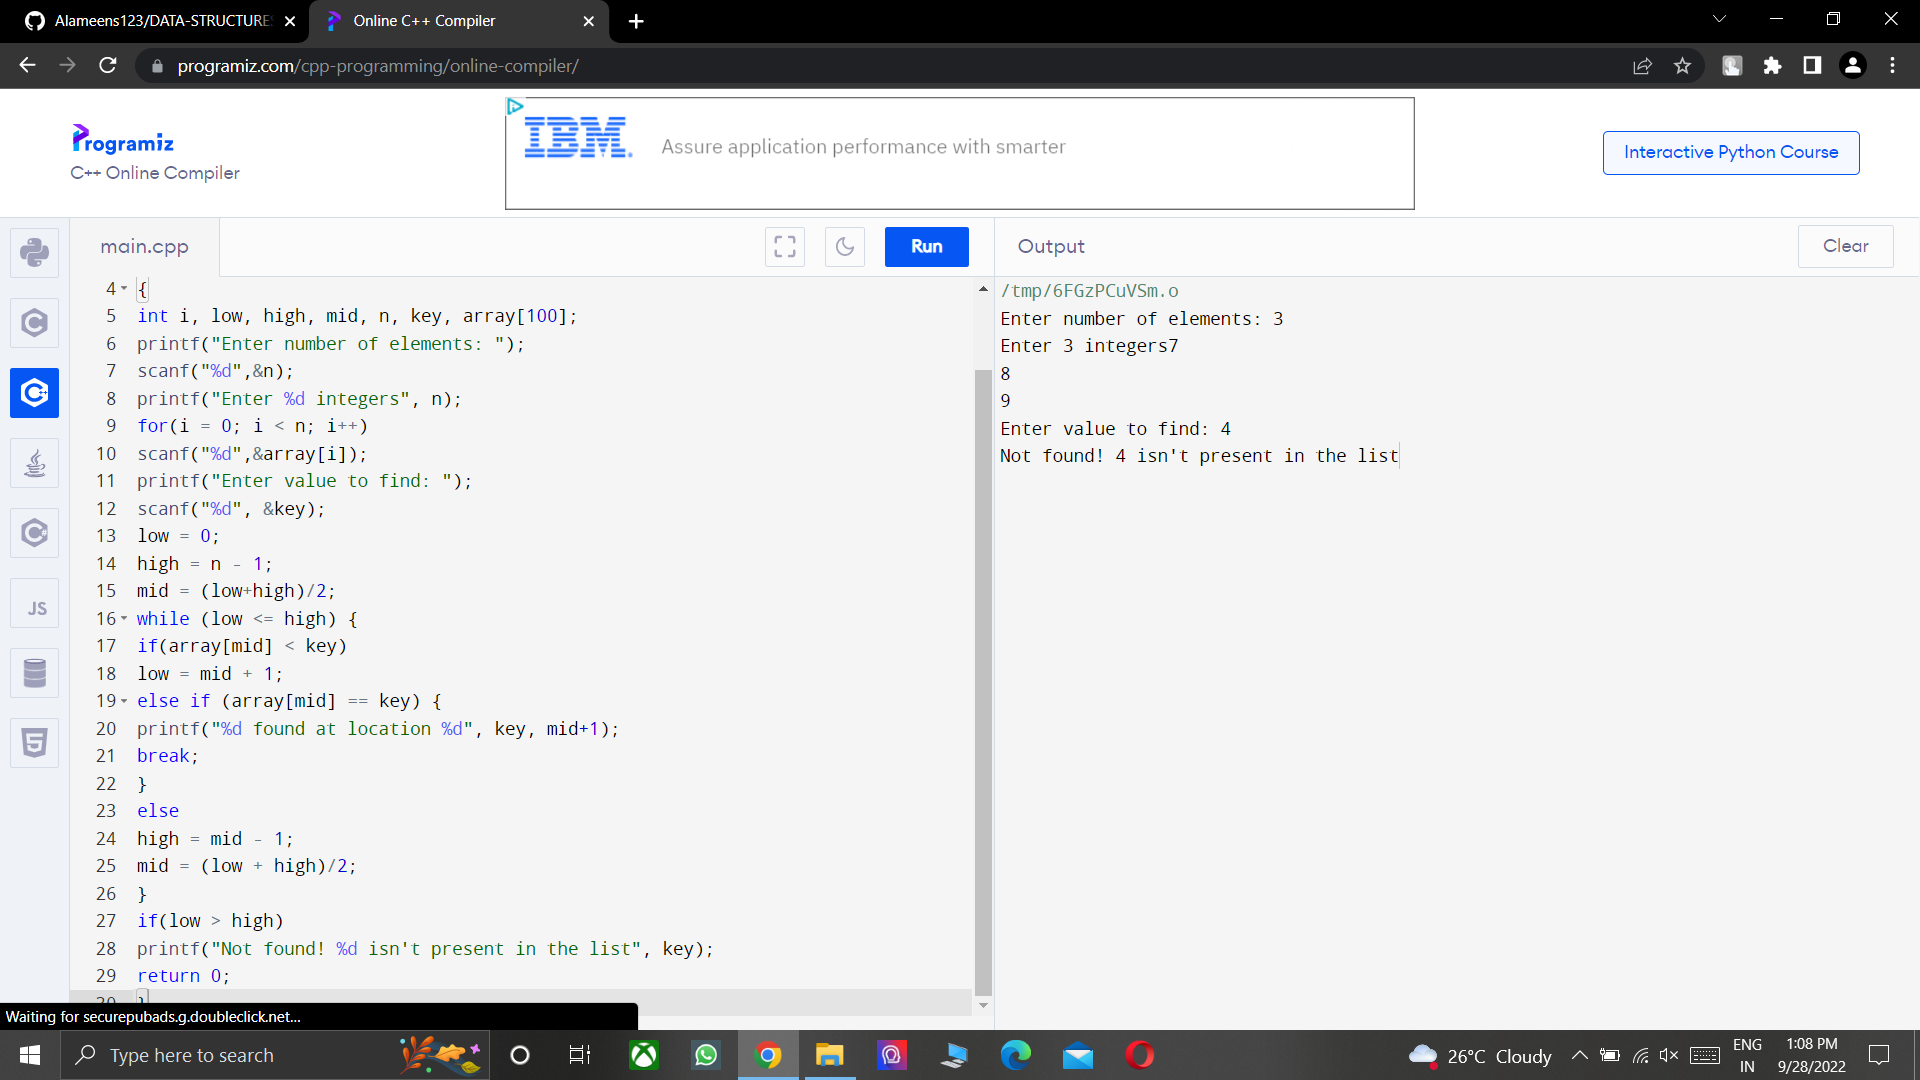 Alameens123/DATA-STRUCTURES
Online C++ Compiler
programiz.com/cpp-programming/online-compiler/
Programiz
C++ Online Compiler
IBM.
Assure application performance with smarter
Interactive Python Course
main.cpp
Run
Output
Clear
4 {
5 int i, low, high, mid, n, key, array[100];
6 printf("Enter number of elements: ");
7 scanf("%d",&n);
8 printf("Enter %d integers", n);
9 for(i = 0; i < n; i++)
10 scanf("%d",&array[i]);
11 printf("Enter value to find: ");
12 scanf("%d", &key);
13 low = 0;
14 high = n - 1;
15 mid = (low+high)/2;
16 while (low <= high) {
17 if(array[mid] < key)
18 low = mid + 1;
19 else if (array[mid] == key) {
20 printf("%d found at location %d", key, mid+1);
21 break;
22 }
23 else
24 high = mid - 1;
25 mid = (low + high)/2;
26 }
27 if(low > high)
28 printf("Not found! %d isn't present in the list", key);
29 return 0;
30 }
/tmp/6FGzPCuVSm.o
Enter number of elements: 3
Enter 3 integers7
8
9
Enter value to find: 4
Not found! 4 isn't present in the list
JS
Waiting for securepubads.g.doubleclick.net...
Type here to search
26°C Cloudy
ENG
IN
1:08 PM
9/28/2022